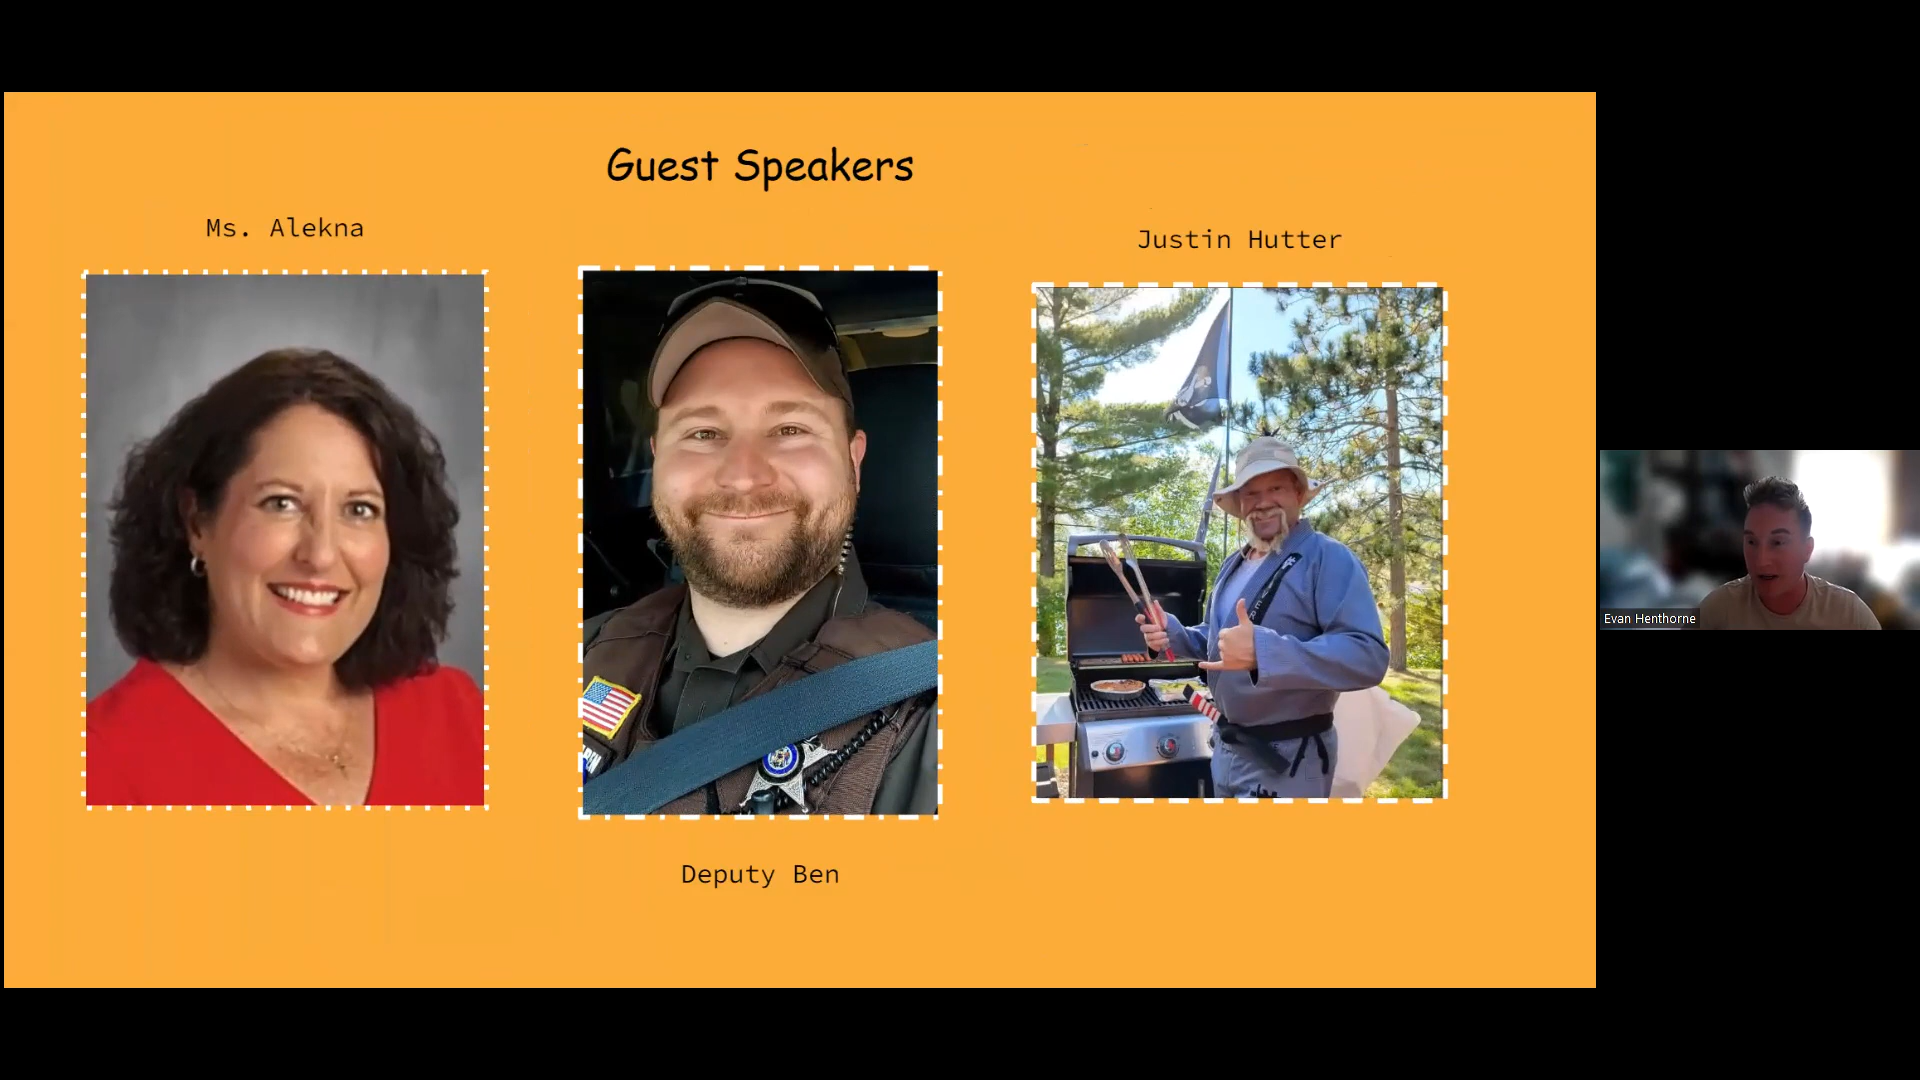 Guest Speakers
Ms. Alekna
Justin Hutter
Deputy Ben
Evan Henthorne